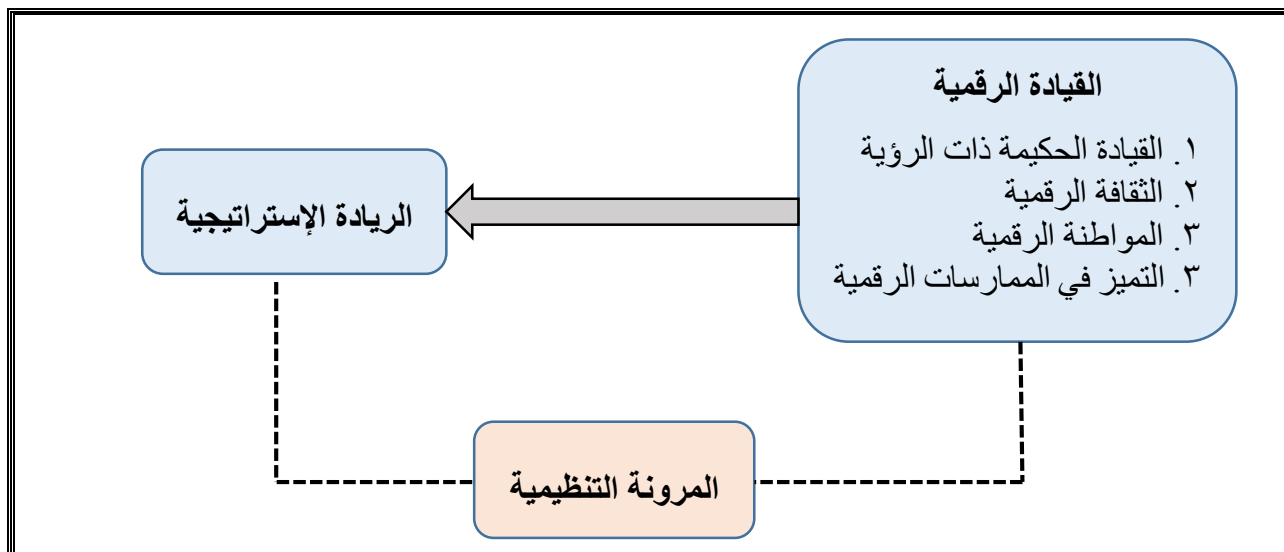 القيادة الرقمية
١. القيادة الحكيمة ذات الرؤية
٢. الثقافة الرقمية
٣. المواطنة الرقمية
٣. التميز في الممارسات الرقمية
الريادة الإستراتيجية
المرونة التنظيمية